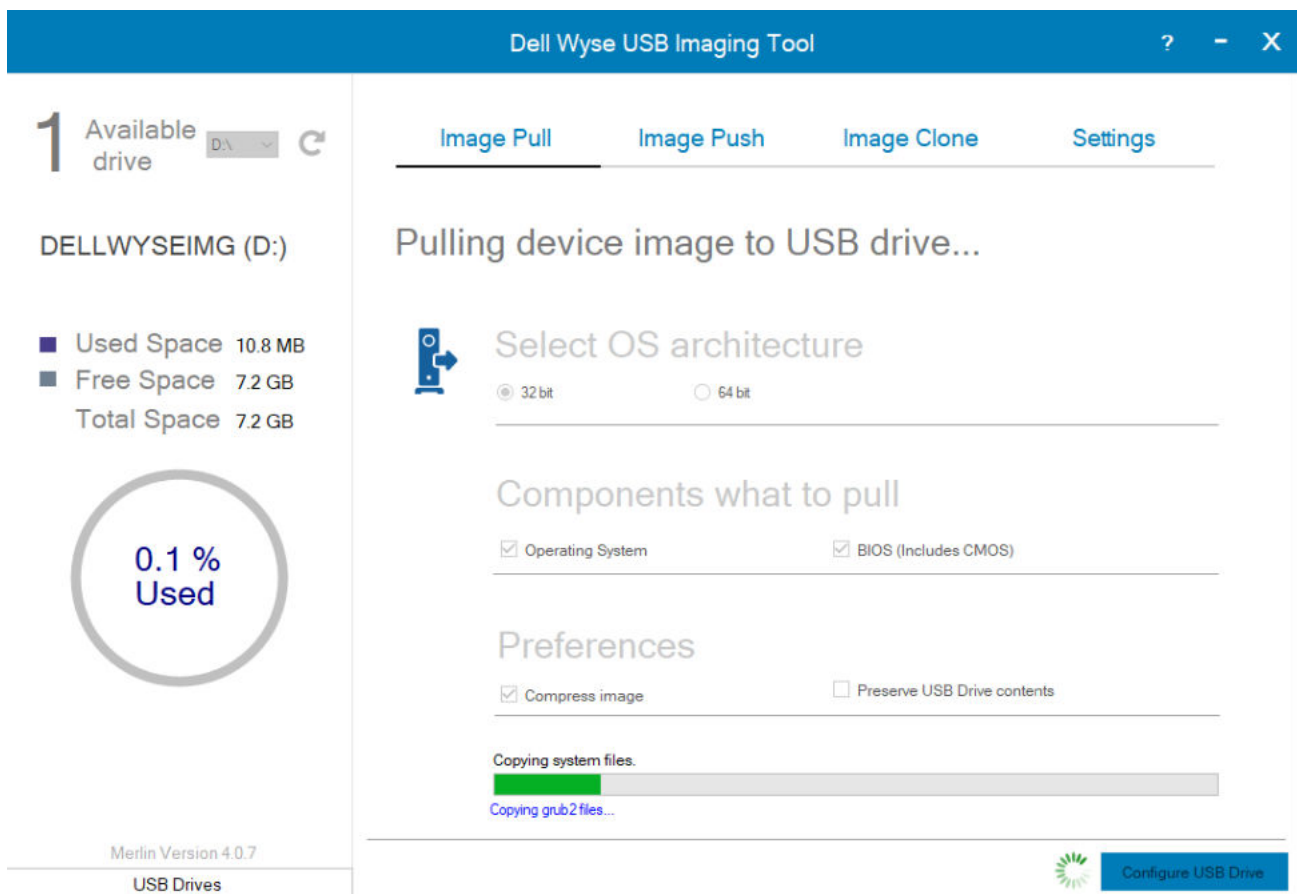 Dell Wyse USB Imaging Tool
? - X
1 Available drive D:\
DELLWYSEIMG (D:)
Used Space 10.8 MB
Free Space 7.2 GB
Total Space 7.2 GB
0.1 %
Used
Merlin Version 4.0.7
USB Drives
Image Pull Image Push Image Clone Settings
Pulling device image to USB drive...
Select OS architecture
32 bit 64 bit
Components what to pull
Operating System BIOS (Includes CMOS)
Preferences
Compress image Preserve USB Drive contents
Copying system files.
Copying grub2 files...
Configure USB Drive